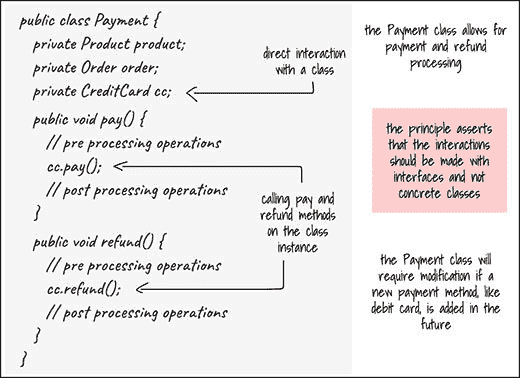 public class Payment {
private Product product;
private Order order;
private CreditCard cc;
public void pay() {
// pre processing operations
cc.pay();
// post processing operations
}
public void refund() {
// pre processing operations
cc.refund();
// post processing operations
}
}
direct interaction
with a class
calling pay and
refund methods
on the class
instance
the Payment class allows for
payment and refund
processing
the principle asserts
that the interactions
should be made with
interfaces and not
concrete classes
the Payment class will
require modification if a
new payment method, like
debit card, is added in the
future